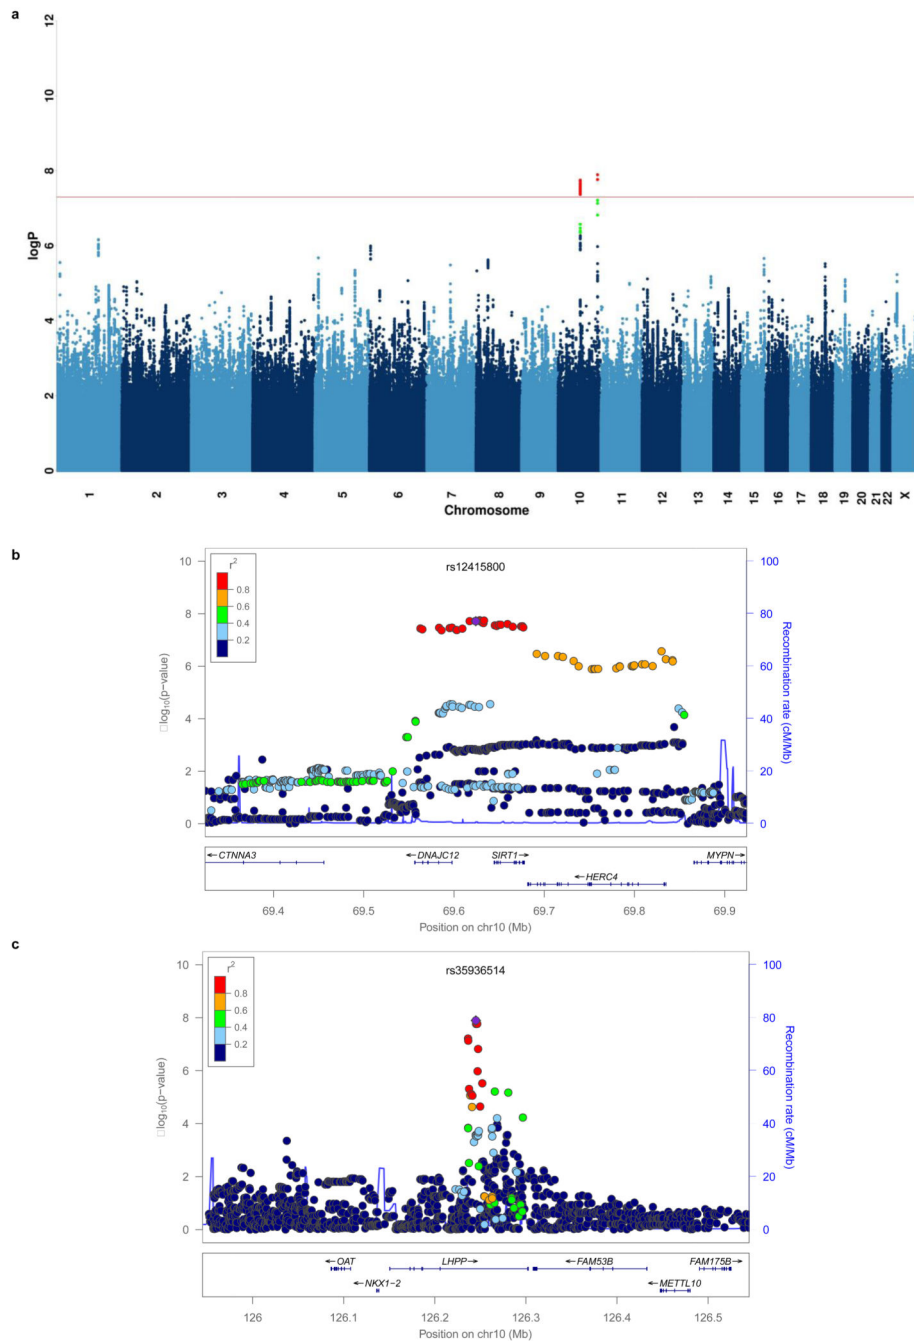 a
12
10
8
6
4
2
0
logP
1 2 3 4 5 6 7 8 9 10 11 12 13 14 15 16 17 18 19 20 21 22 X
Chromosome
b
rs12415800
r2
0.8
0.6
0.4
0.2
10
8
6
4
2
0
□log10(p−value)
100
80
60
40
20
0
Recombination rate (cM/Mb)
←CTNNA3 ←DNAJC12 SIRT1→ MYPN→
←HERC4
69.4 69.5 69.6 69.7 69.8 69.9
Position on chr10 (Mb)
c
rs35936514
r2
0.8
0.6
0.4
0.2
10
8
6
4
2
0
□log10(p−value)
100
80
60
40
20
0
Recombination rate (cM/Mb)
←OAT LHPP→ ←FAM53B FAM175B→
←NKX1−2 ←METTL10
126 126.1 126.2 126.3 126.4 126.5
Position on chr10 (Mb)